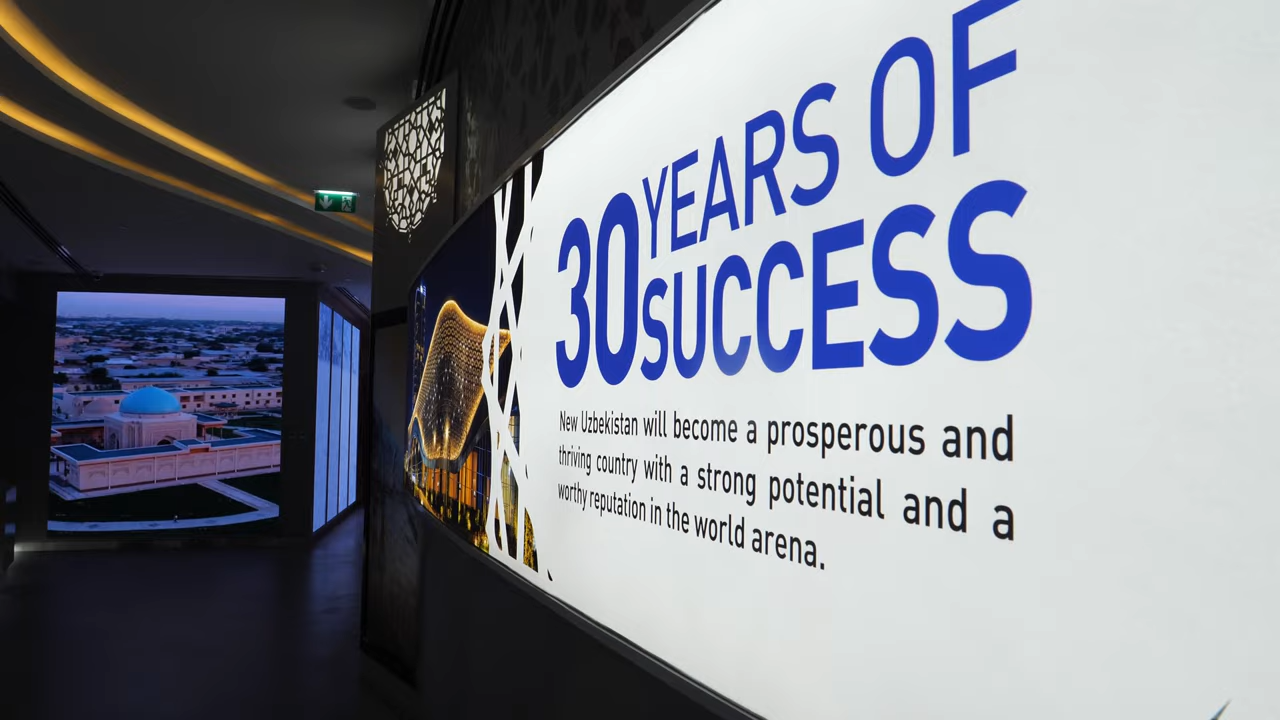 30 YEARS OF
SUCCESS
New Uzbekistan will become a prosperous and
thriving country with a strong potential and a
worthy reputation in the world arena.